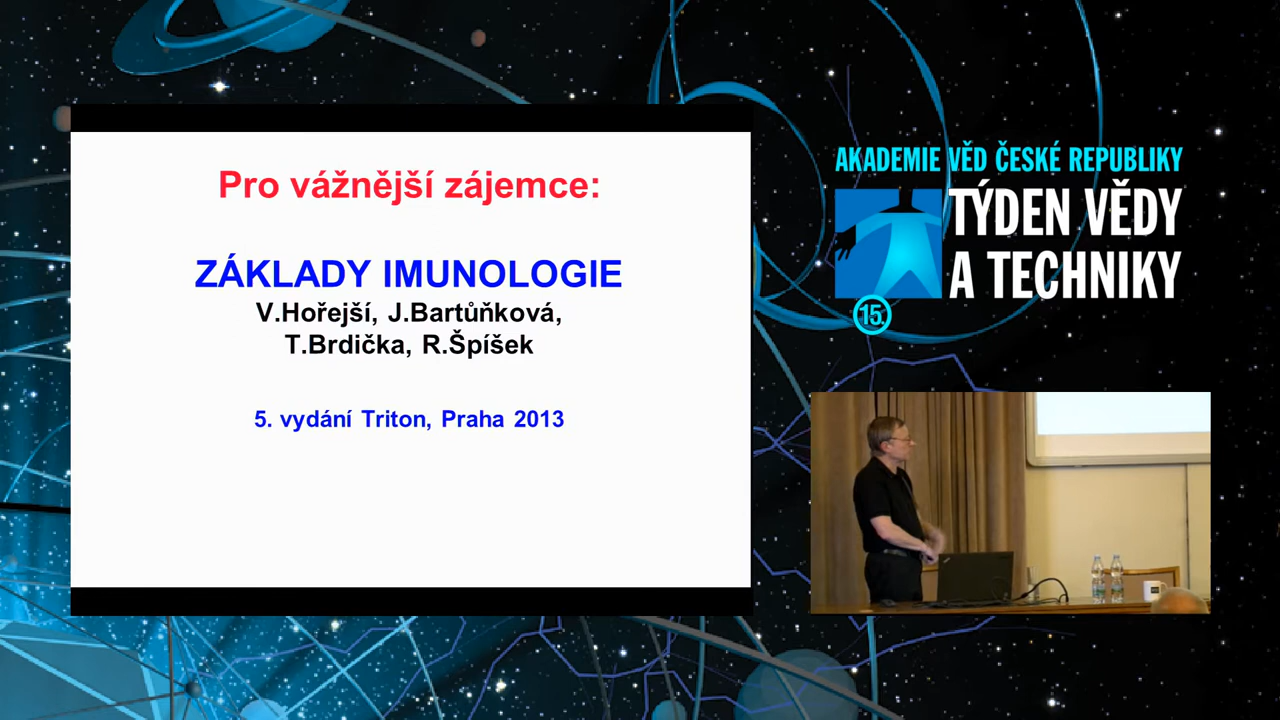 Pro vážnější zájemce:
ZÁKLADY IMUNOLOGIE
V.Hořejší, J.Bartůňková,
T.Brdička, R.Špíšek
5. vydání Triton, Praha 2013
AKADEMIE VĚD ČESKÉ REPUBLIKY
TÝDEN VĚDY
A TECHNIKY
15.